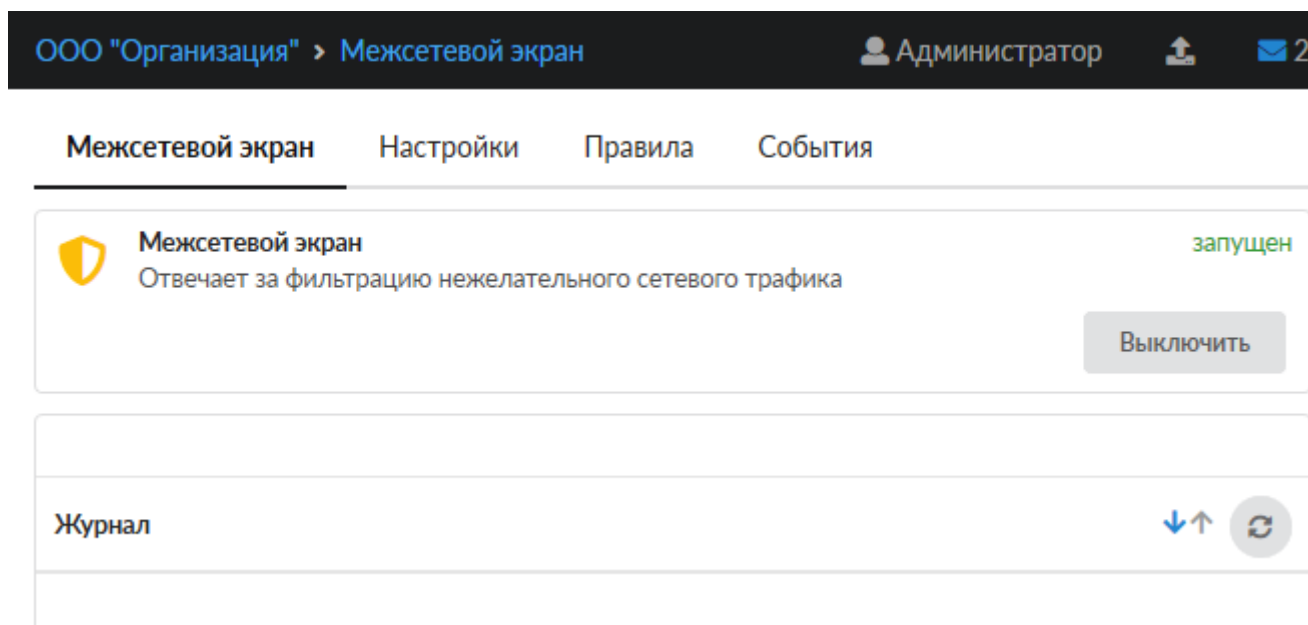 ООО "Организация" > Межсетевой экран Администратор 2
Межсетевой экран Настройки Правила События
Межсетевой экран запущен
Отвечает за фильтрацию нежелательного сетевого трафика
Выключить
Журнал